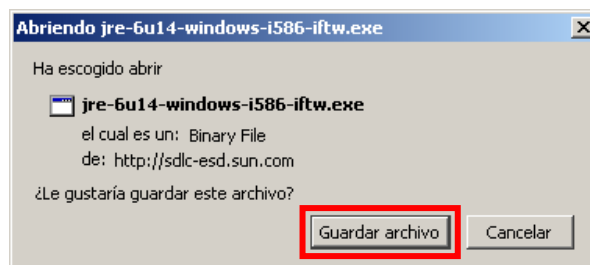 Abriendo jre-6u14-windows-i586-iftw.exe
Ha escogido abrir
jre-6u14-windows-i586-iftw.exe
el cual es un: Binary File
de: http://sdlc-esd.sun.com
¿Le gustaría guardar este archivo?
Guardar archivo Cancelar